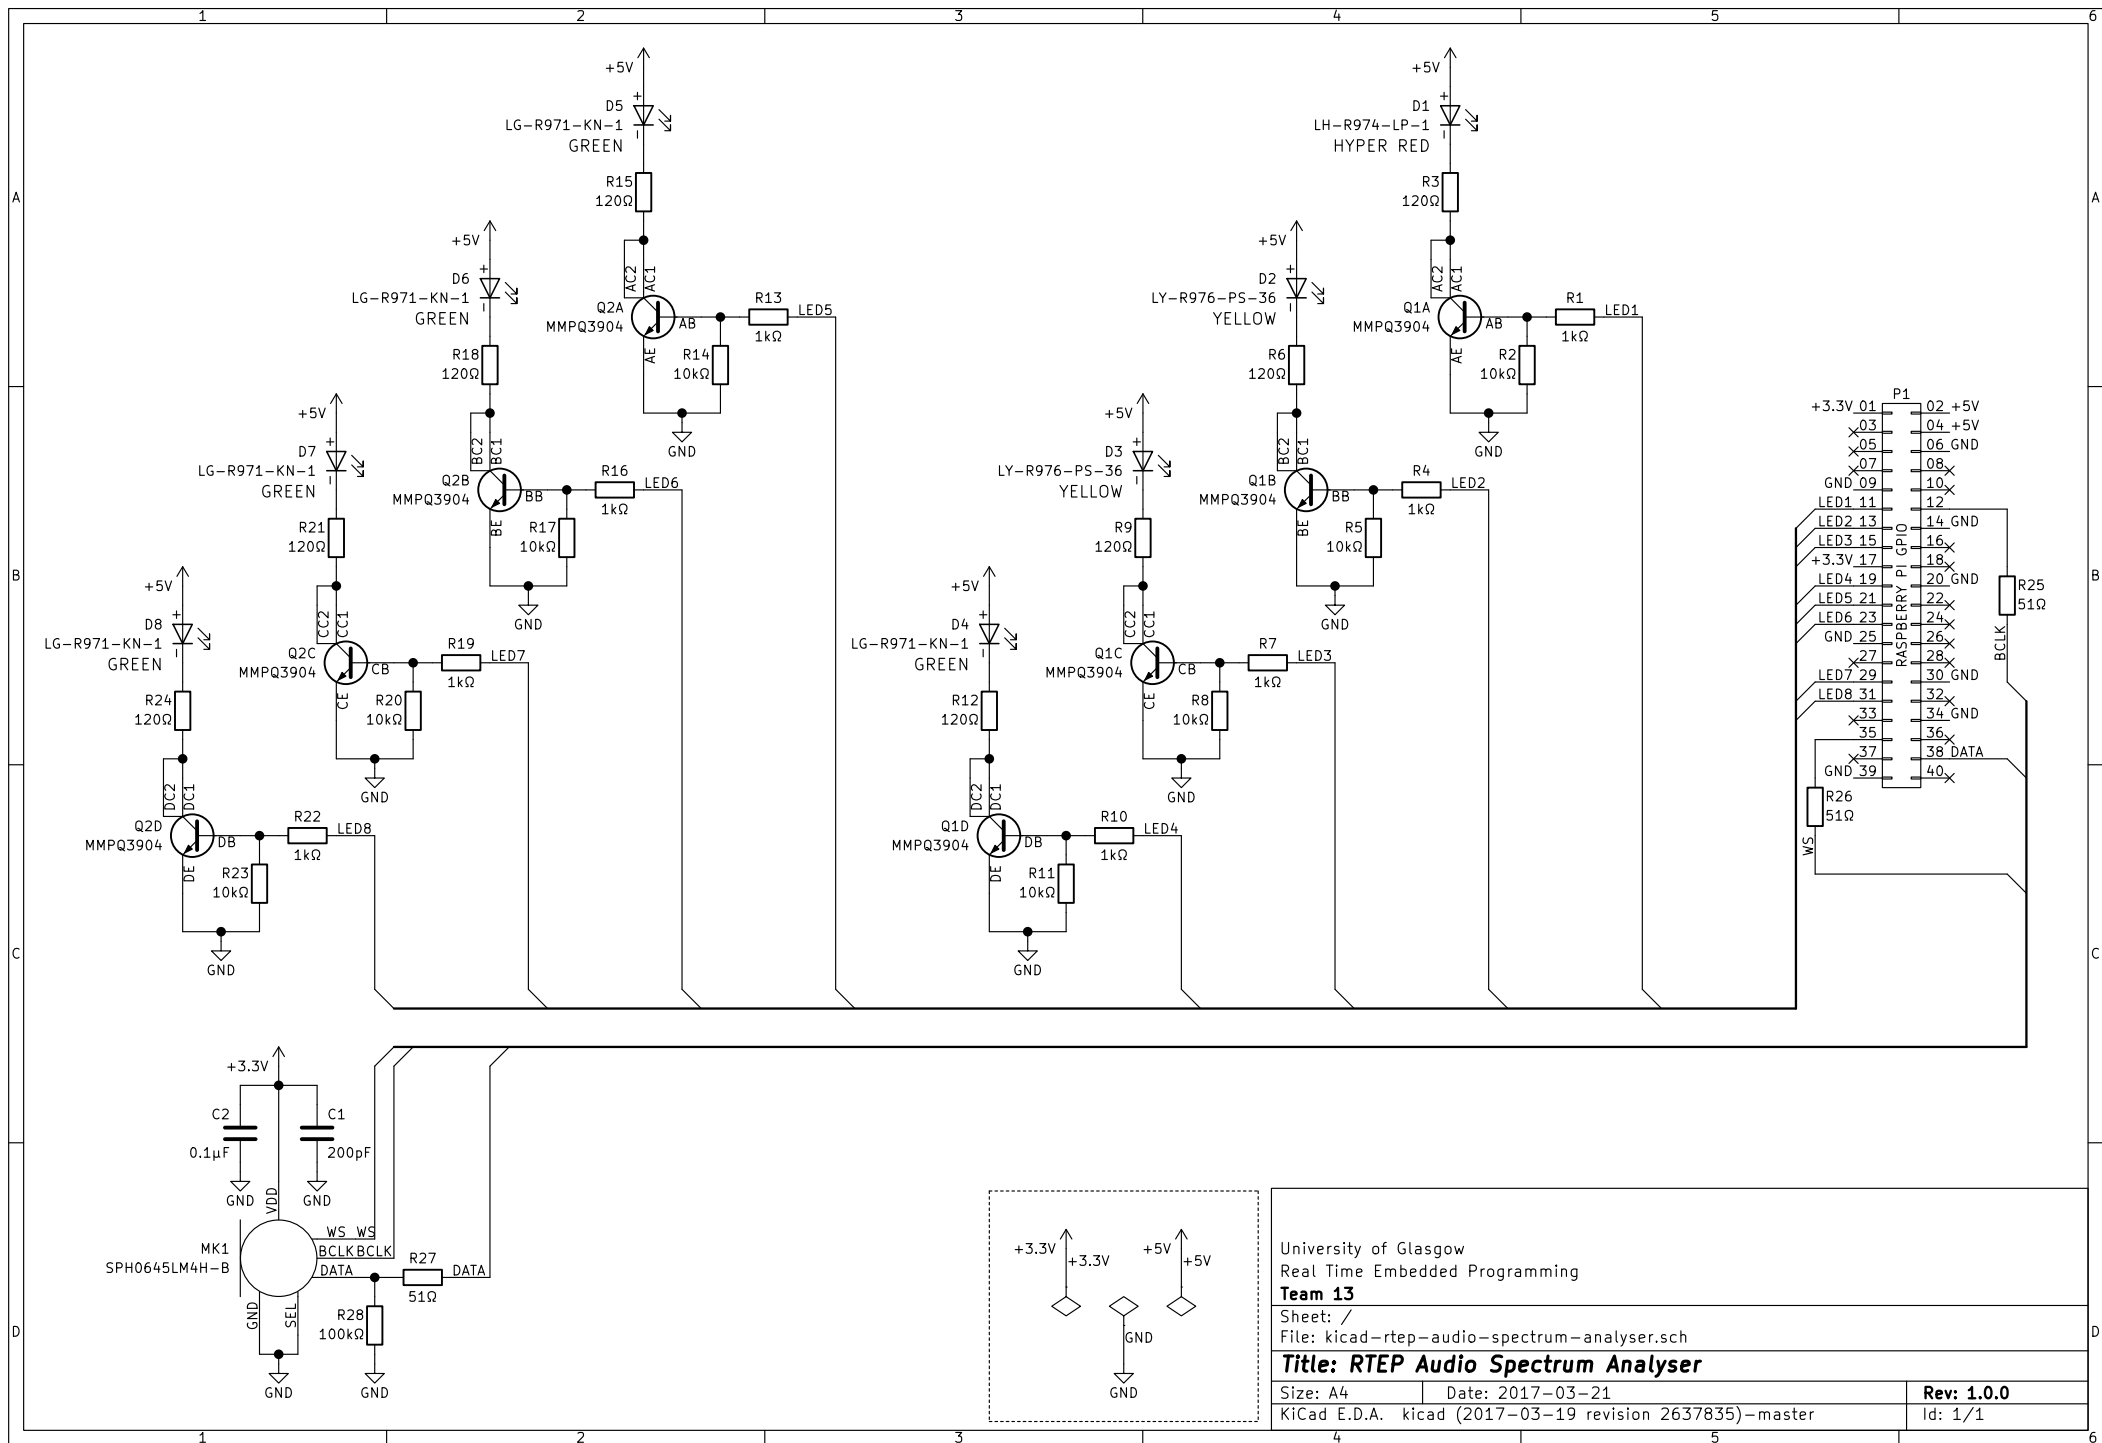 1 2 3 4 5 6
+5V
D5
LG-R971-KN-1
GREEN
R15
120Ω
AC2
AC1
Q2A
MMPQ3904
AB
AE
R13
1kΩ
LED5
R14
10kΩ
GND
+5V
D1
LH-R974-LP-1
HYPER RED
R3
120Ω
AC2
AC1
Q1A
MMPQ3904
AB
AE
R1
1kΩ
LED1
R2
10kΩ
GND
A
A
+5V
D6
LG-R971-KN-1
GREEN
R18
120Ω
BC2
BC1
Q2B
MMPQ3904
BB
BE
R16
1kΩ
LED6
R17
10kΩ
GND
+5V
D2
LY-R976-PS-36
YELLOW
R6
120Ω
BC2
BC1
Q1B
MMPQ3904
BB
BE
R4
1kΩ
LED2
R5
10kΩ
GND
+5V
D7
LG-R971-KN-1
GREEN
R21
120Ω
CC2
CC1
Q2C
MMPQ3904
CB
CE
R19
1kΩ
LED7
R20
10kΩ
GND
+5V
D3
LY-R976-PS-36
YELLOW
R9
120Ω
CC2
CC1
Q1C
MMPQ3904
CB
CE
R7
1kΩ
LED3
R8
10kΩ
GND
B
B
+5V
D8
LG-R971-KN-1
GREEN
R24
120Ω
DC2
DC1
Q2D
MMPQ3904
DB
DE
R22
1kΩ
LED8
R23
10kΩ
GND
+5V
D4
LG-R971-KN-1
GREEN
R12
120Ω
DC2
DC1
Q1D
MMPQ3904
DB
DE
R10
1kΩ
LED4
R11
10kΩ
GND
P1
RASPBERRY PI GPIO
+3.3V 01 02 +5V
03 04 +5V
05 06 GND
07 08
GND 09 10
LED1 11 12
LED2 13 14 GND
LED3 15 16
+3.3V 17 18
LED4 19 20 GND
LED5 21 22
LED6 23 24
GND 25 26
27 28
LED7 29 30 GND
LED8 31 32
33 34 GND
35 36
37 38 DATA
GND 39 40
R25
51Ω
BCLK
R26
51Ω
WS
C
C
+3.3V
C2
0.1µF
GND
C1
200pF
GND
VDD
MK1
SPH0645LM4H-B
WS WS
BCLK BCLK
DATA
R27
51Ω
DATA
GND
SEL
R28
100kΩ
GND
GND
+3.3V
+3.3V
+5V
+5V
GND
GND
D
D
University of Glasgow
Real Time Embedded Programming
Team 13
Sheet: /
File: kicad-rtep-audio-spectrum-analyser.sch
Title: RTEP Audio Spectrum Analyser
Size: A4 Date: 2017-03-21 Rev: 1.0.0
KiCad E.D.A. kicad (2017-03-19 revision 2637835)-master Id: 1/1
1 2 3 4 5 6